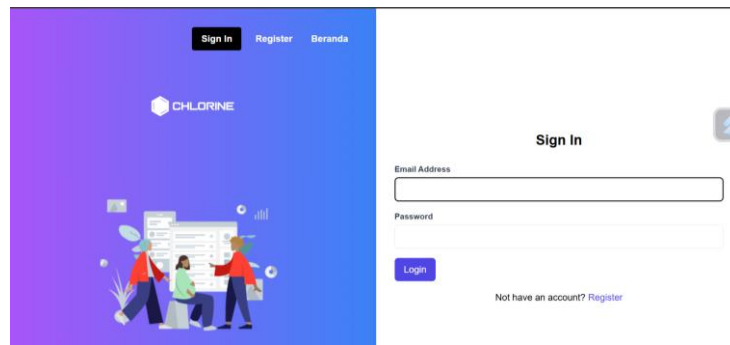 Sign In Register Beranda
CHLORINE
Sign In
Email Address
Password
Login
Not have an account? Register